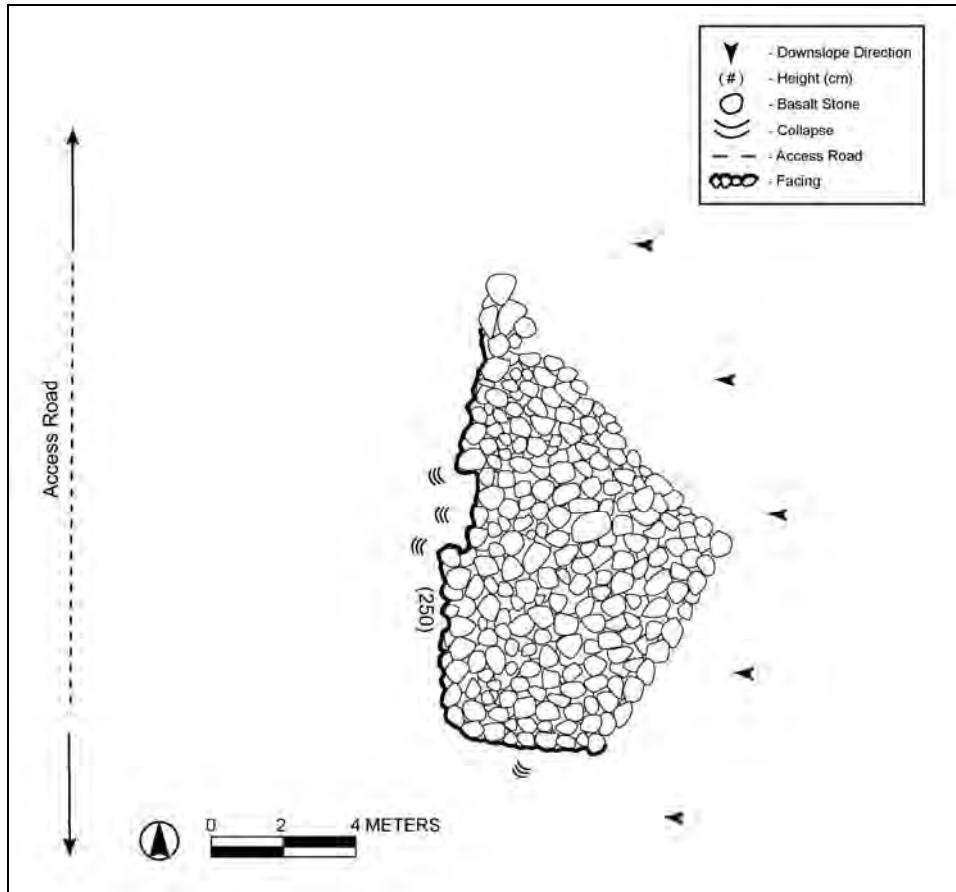 - Downslope Direction
(#) - Height (cm)
- Basalt Stone
- Collapse
- Access Road
- Facing
Access Road
(250)
0 2 4 METERS